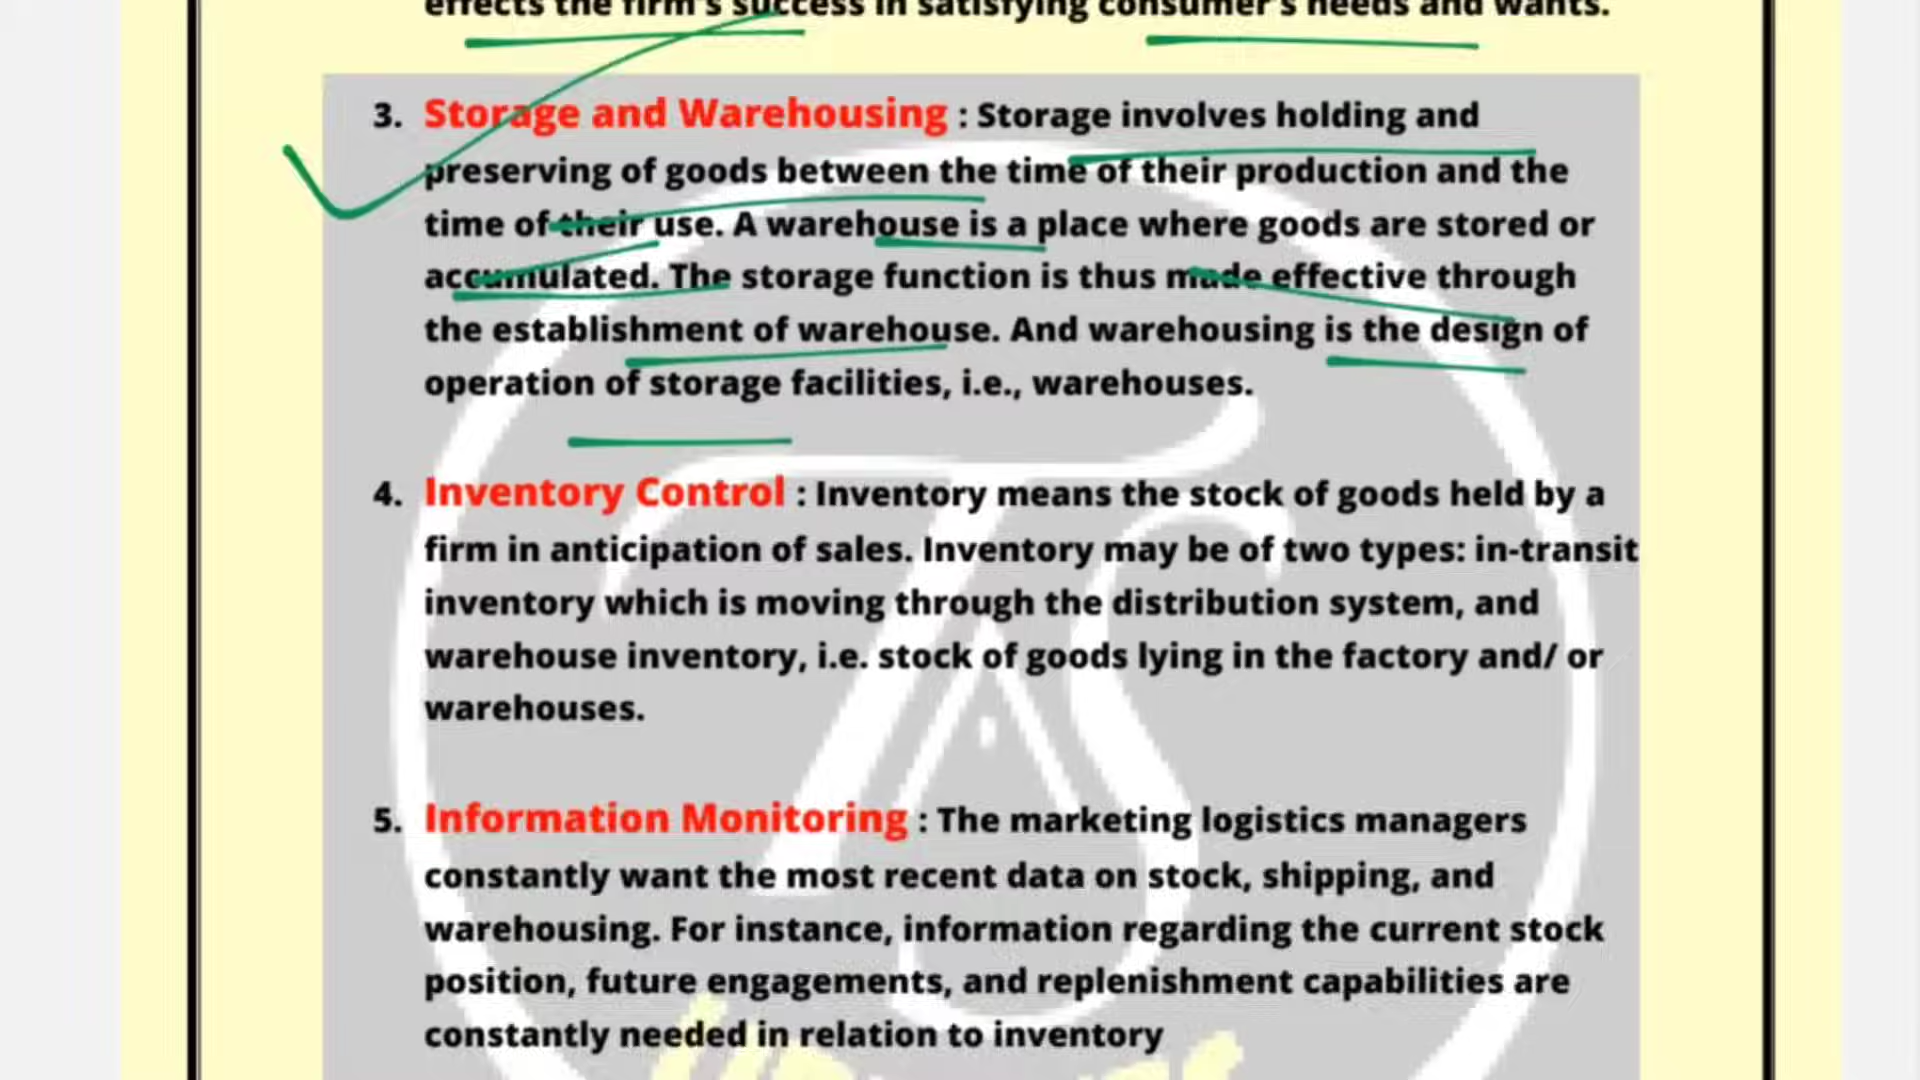 effects the firm's success in satisfying consumer's needs and wants.
3. Storage and Warehousing : Storage involves holding and
preserving of goods between the time of their production and the
time of their use. A warehouse is a place where goods are stored or
accumulated. The storage function is thus made effective through
the establishment of warehouse. And warehousing is the design of
operation of storage facilities, i.e., warehouses.
4. Inventory Control : Inventory means the stock of goods held by a
firm in anticipation of sales. Inventory may be of two types: in-transit
inventory which is moving through the distribution system, and
warehouse inventory, i.e. stock of goods lying in the factory and/ or
warehouses.
5. Information Monitoring : The marketing logistics managers
constantly want the most recent data on stock, shipping, and
warehousing. For instance, information regarding the current stock
position, future engagements, and replenishment capabilities are
constantly needed in relation to inventory